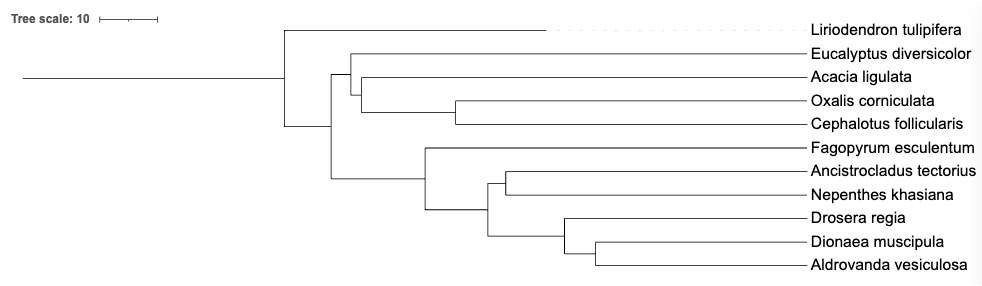 Tree scale: 10
Liriodendron tulipifera
Eucalyptus diversicolor
Acacia ligulata
Oxalis corniculata
Cephalotus follicularis
Fagopyrum esculentum
Ancistrocladus tectorius
Nepenthes khasiana
Drosera regia
Dionaea muscipula
Aldrovanda vesiculosa